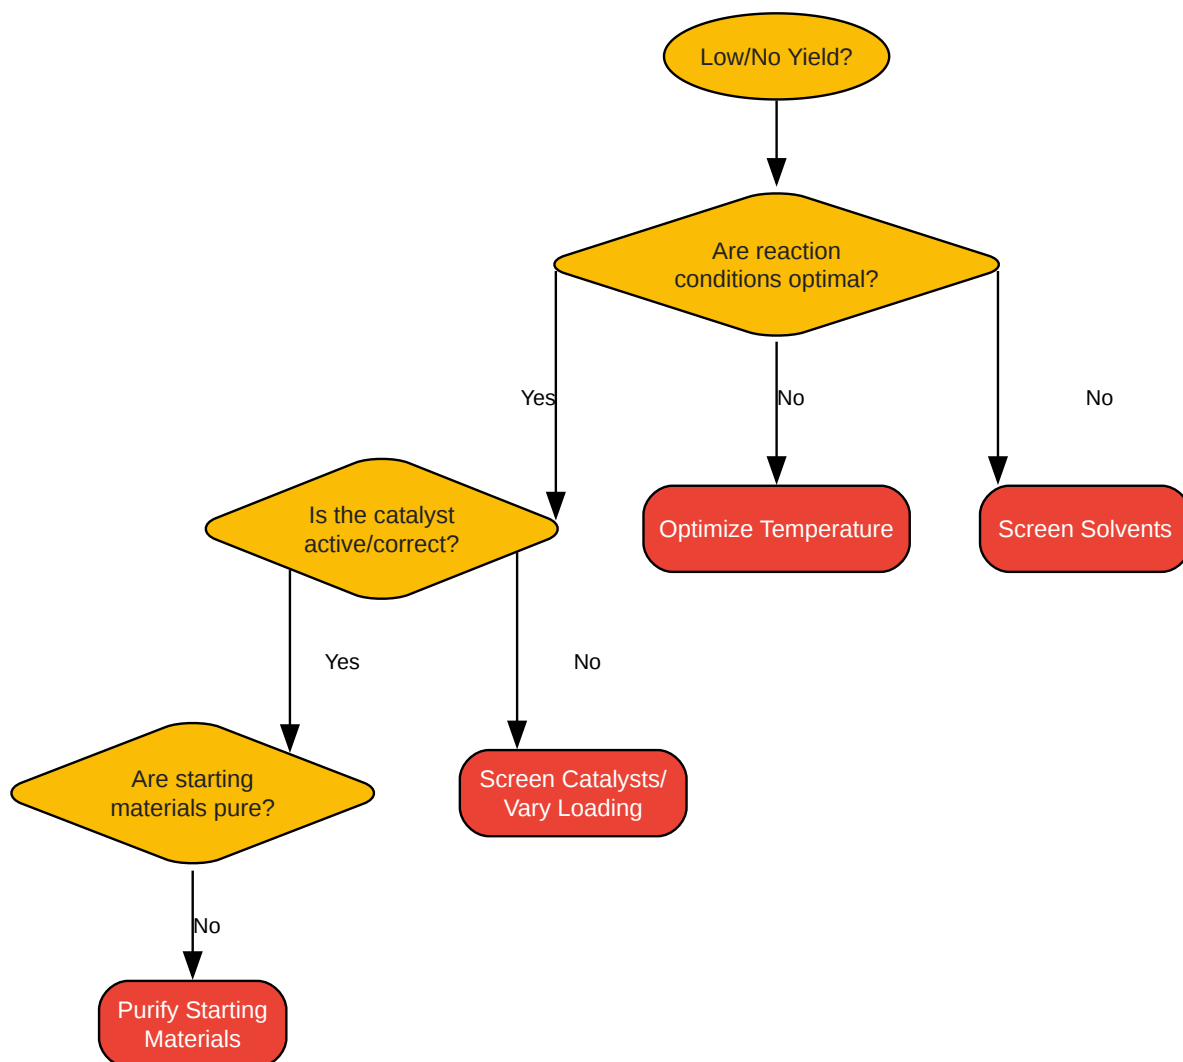 Low/No Yield?
Are reaction
conditions optimal?
Yes
No
No
Is the catalyst
active/correct?
Optimize Temperature
Screen Solvents
Yes
No
Are starting
materials pure?
Screen Catalysts/
Vary Loading
No
Purify Starting
Materials